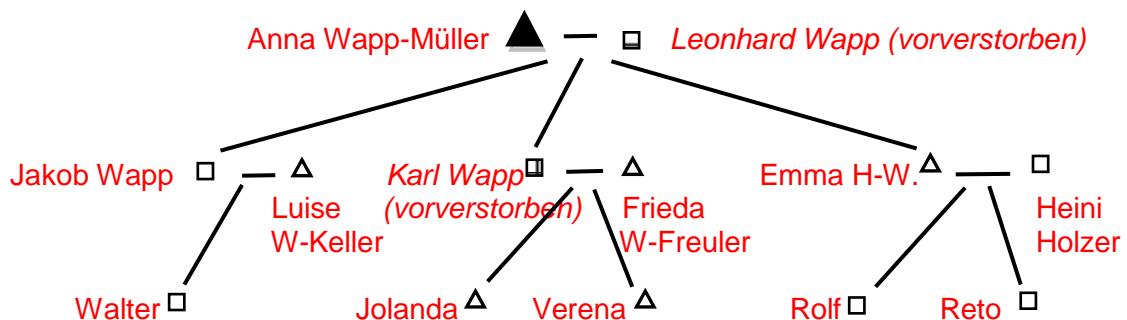 Anna Wapp-Müller Leonhard Wapp (vorverstorben)
Jakob Wapp Karl Wapp Emma H-W.
Luise (vorverstorben) Frieda Heini
W-Keller W-Freuler Holzer
Walter Jolanda Verena Rolf Reto